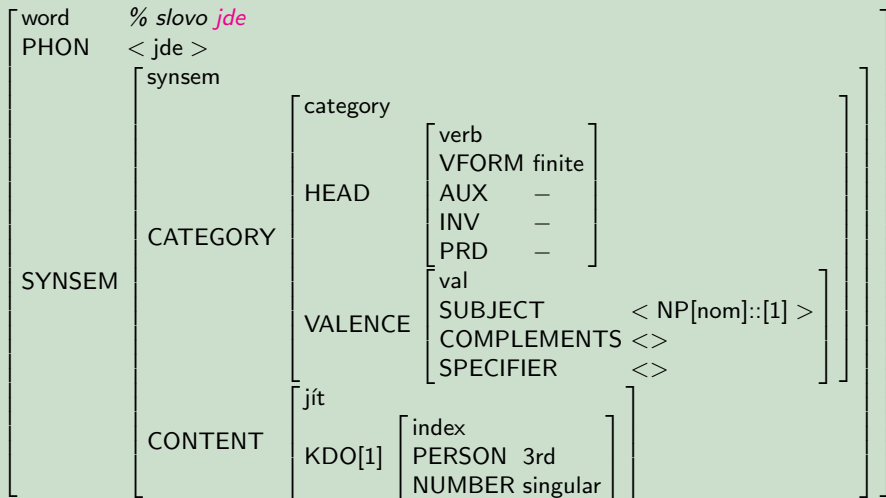 word % slovo jde
PHON < jde >
synsem
category
verb
VFORM finite
HEAD AUX −
INV −
CATEGORY PRD −
SYNSEM val
SUBJECT < NP[nom]::[1] >
VALENCE COMPLEMENTS <>
SPECIFIER <>
jít
CONTENT index
KDO[1] PERSON 3rd
NUMBER singular